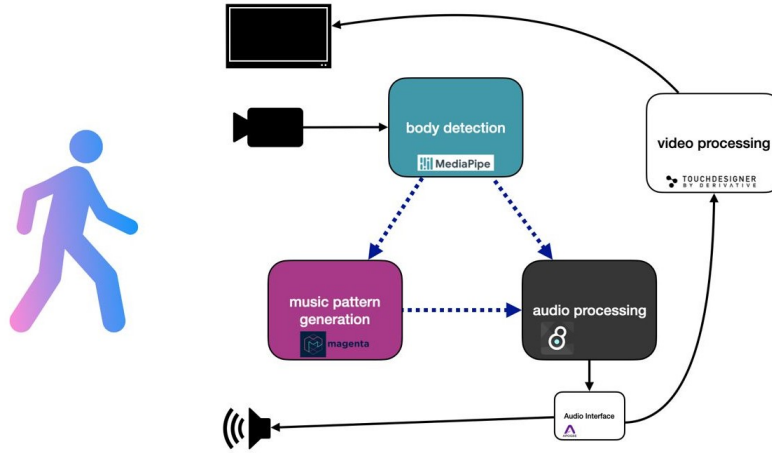 body detection
MediaPipe
video processing
TOUCHDESIGNER
BY DERIVATIVE
music pattern
generation
magenta
audio processing
Audio Interface